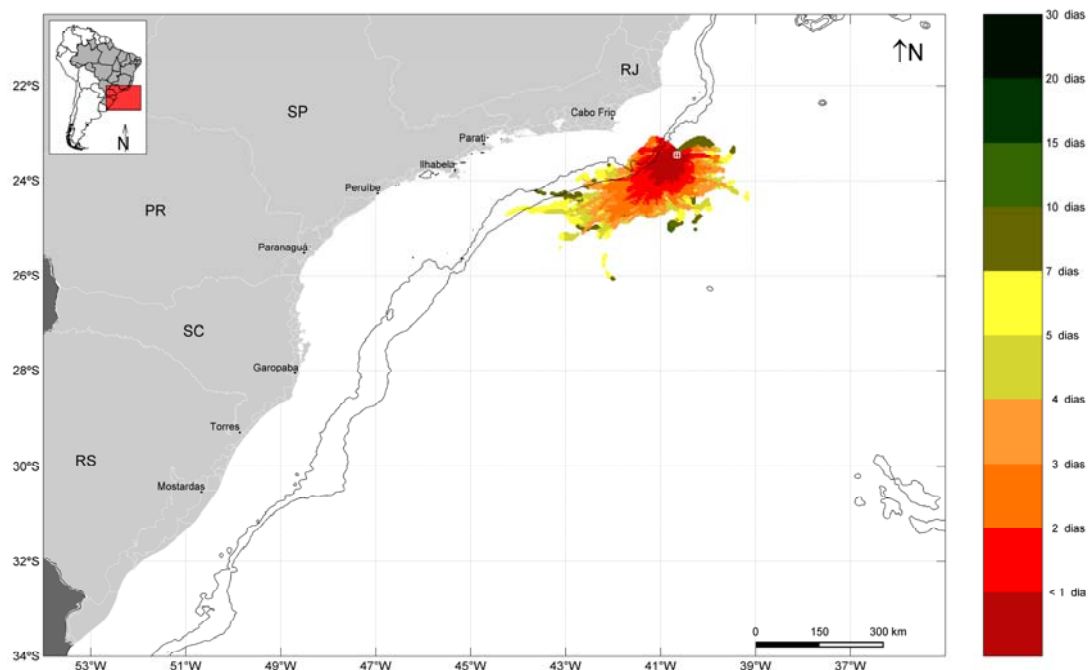 N
↑N
RJ
SP
Cabo Frio
Parati
Ilhabela
Peruíbe
PR
Paranaguá
SC
Garopaba
Torres
RS
Mostardas
22°S
24°S
26°S
28°S
30°S
32°S
34°S
53°W
51°W
49°W
47°W
45°W
43°W
41°W
39°W
37°W
0 150 300 km
30 dias
20 dias
15 dias
10 dias
7 dias
5 dias
4 dias
3 dias
2 dias
< 1 dia